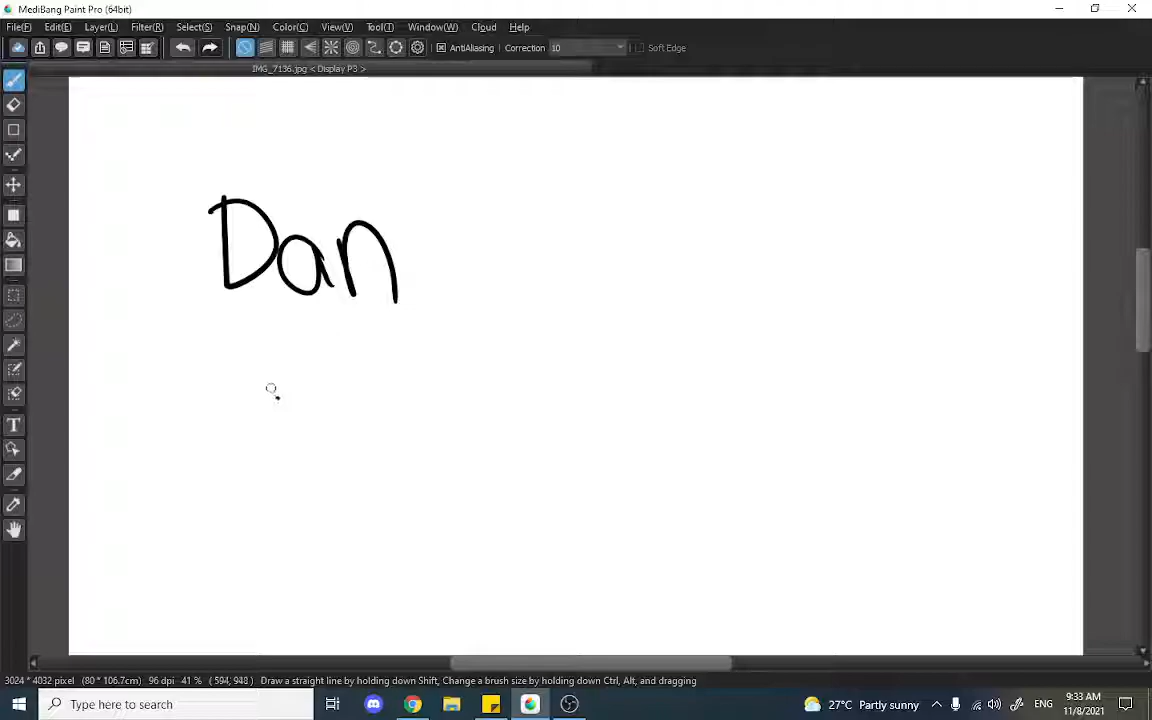 MediBang Paint Pro (64bit)
File(F) Edit(E) Layer(L) Filter(R) Select(S) Snap(N) Color(C) View(V) Tool(T) Window(W) Cloud Help
AntiAliasing Correction 10 Soft Edge
IMG_7136.jpg < Display P3 >
Dan
T
3024 * 4032 pixel (80 * 106.7cm) 96 dpi 41 % ( 594, 948 ) Draw a straight line by holding down Shift, Change a brush size by holding down Ctrl, Alt, and dragging
Type here to search 27°C Partly sunny ENG 9:33 AM
11/8/2021